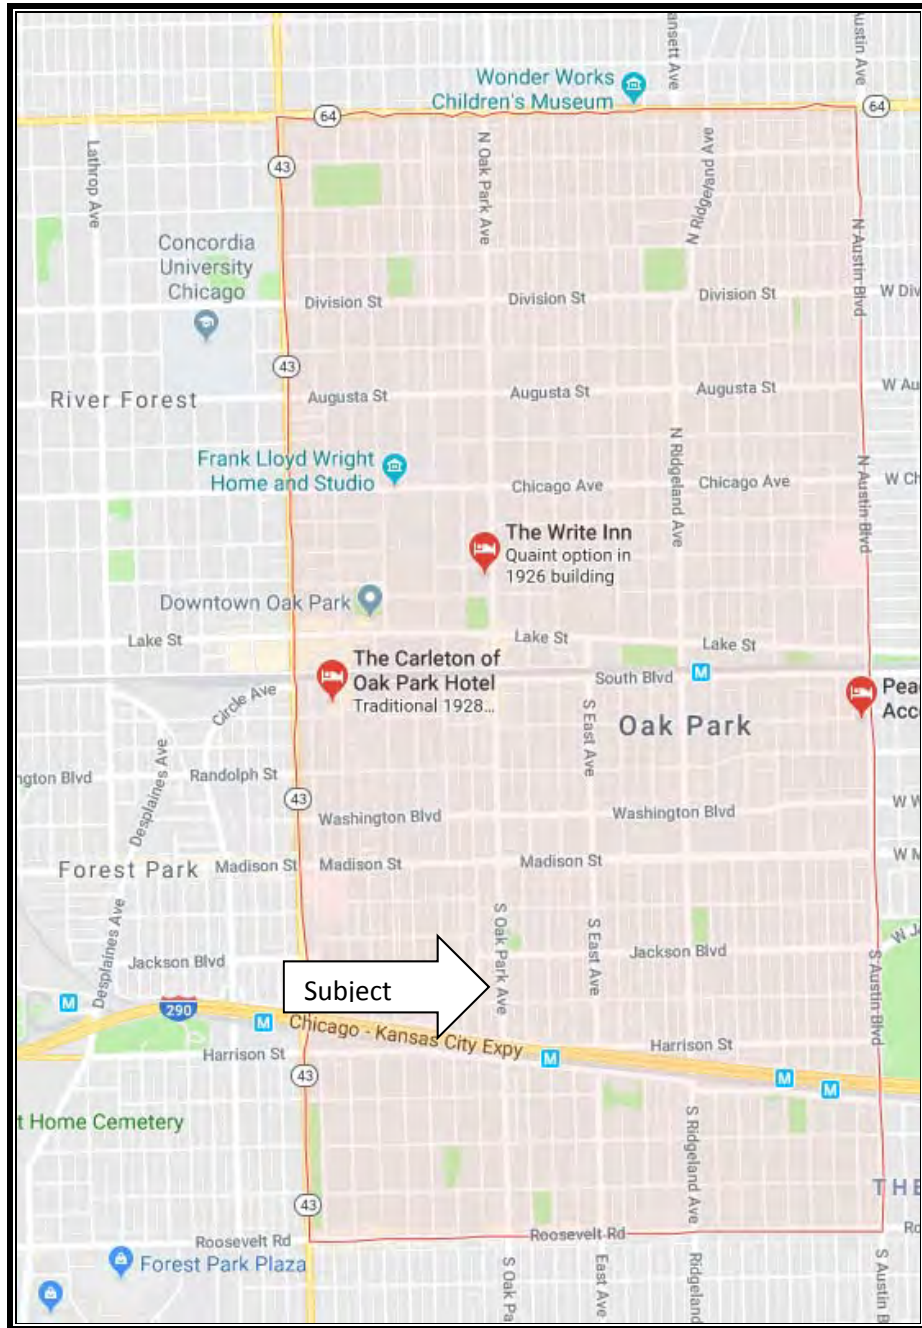 ansett Ave
Austin Ave
Wonder Works
Children's Museum
64
64
43
Lathrop Ave
N Oak Park Ave
N Ridgeland Ave
Concordia
University
Chicago
N Austin Blvd
Division St
Division St
Division St
W Div
43
River Forest
Augusta St
Augusta St
Augusta St
W Au
Frank Lloyd Wright
Home and Studio
N Ridgeland Ave
Chicago Ave
Chicago Ave
N Austin Blvd
W Ch
The Write Inn
Quaint option in
1926 building
Downtown Oak Park
Lake St
Lake St
Lake St
The Carleton of
Oak Park Hotel
Traditional 1928...
South Blvd
M
Pea
Acc
Circle Ave
S East Ave
Oak Park
Desplaines Ave
ngton Blvd
Randolph St
43
Washington Blvd
Washington Blvd
W W
Forest Park
Madison St
Madison St
Madison St
W M
Desplaines Ave
S Oak Park Ave
S East Ave
Jackson Blvd
Jackson Blvd
W Ja
S Austin Blvd
Subject
M
290
M
Chicago - Kansas City Expy
Harrison St
Harrison St
M
43
M
M
t Home Cemetery
S Ridgeland Ave
THE
43
Roosevelt Rd
Roosevelt Rd
Ro
Forest Park Plaza
S Oak Pa
East Ave
Ridgeland
S Austin B